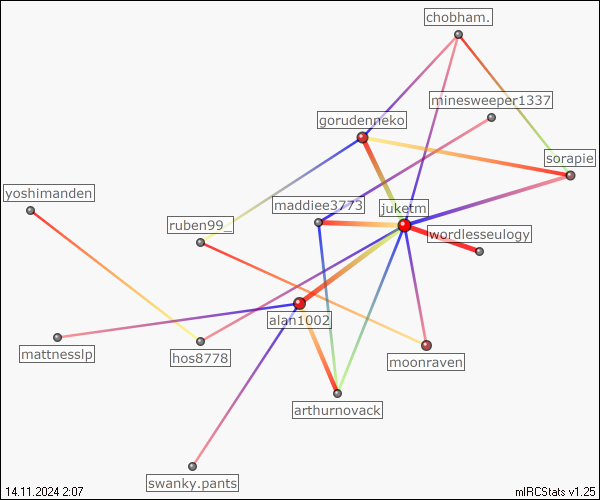 chobham.
minesweeper1337
gorudenneko
sorapie
yoshimanden
maddiee3773
juketm
ruben99_
wordlesseulogy
alan1002
mattnesslp
hos8778
moonraven
arthurnovack
swanky.pants
14.11.2024 2:07
mIRCStats v1.25